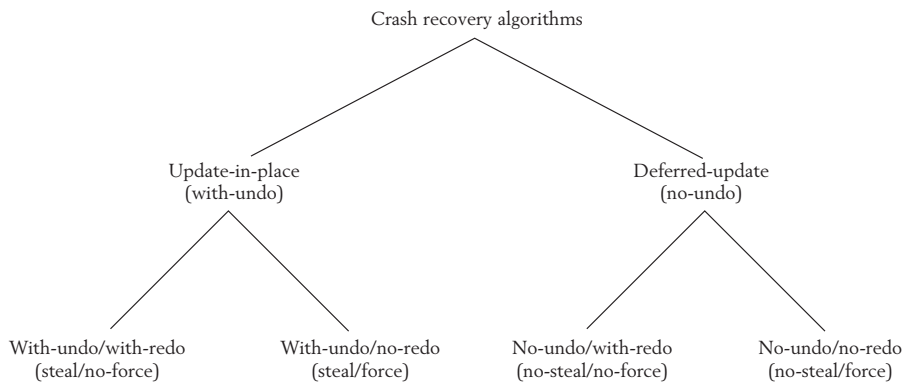 Crash recovery algorithms
Update-in-place
(with-undo)
Deferred-update
(no-undo)
With-undo/with-redo
(steal/no-force)
With-undo/no-redo
(steal/force)
No-undo/with-redo
(no-steal/no-force)
No-undo/no-redo
(no-steal/force)